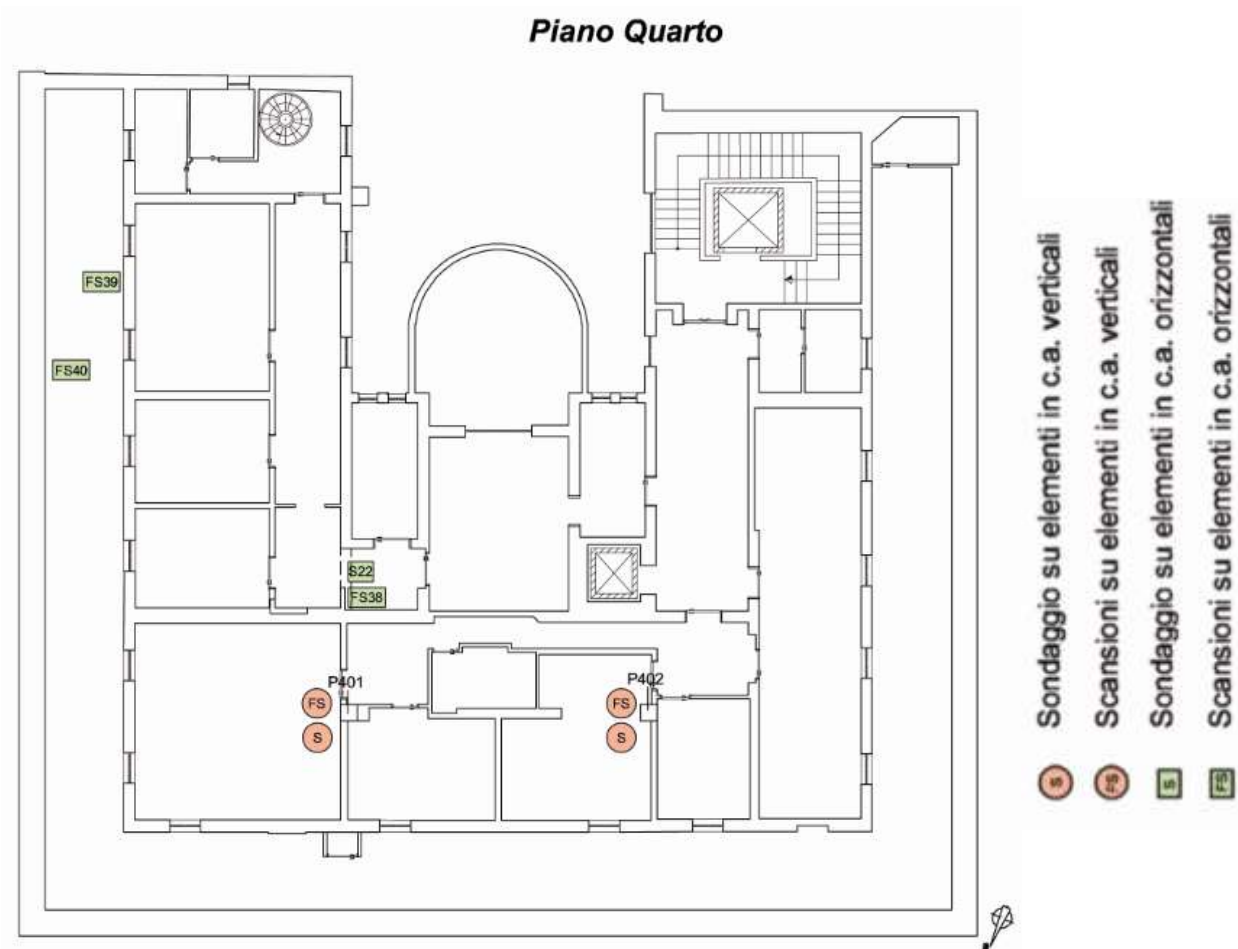 Piano Quarto
FS39
FS40
S22
FS38
P401
FS
S
P402
FS
S
S Sondaggio su elementi in c.a. verticali
FS Scansioni su elementi in c.a. verticali
S Sondaggio su elementi in c.a. orizzontali
FS Scansioni su elementi in c.a. orizzontali